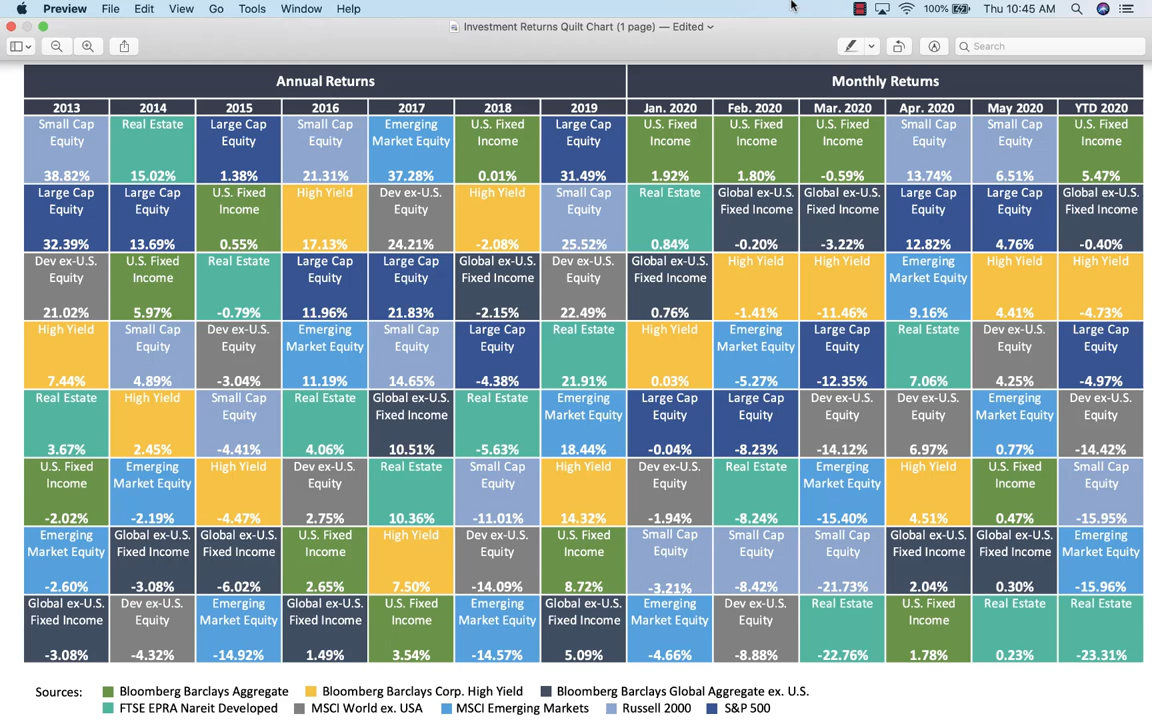 Preview File Edit View Go Tools Window Help 100% Thu 10:45 AM
Investment Returns Quilt Chart (1 page) — Edited
Search
Annual Returns Monthly Returns
2013 2014 2015 2016 2017 2018 2019 Jan. 2020 Feb. 2020 Mar. 2020 Apr. 2020 May 2020 YTD 2020
Small Cap Real Estate Large Cap Small Cap Emerging U.S. Fixed Large Cap U.S. Fixed U.S. Fixed U.S. Fixed Small Cap Small Cap U.S. Fixed
Equity Equity Equity Market Equity Income Equity Income Income Income Equity Equity Income
38.82% 15.02% 1.38% 21.31% 37.28% 0.01% 31.49% 1.92% 1.80% -0.59% 13.74% 6.51% 5.47%
Large Cap Large Cap U.S. Fixed High Yield Dev ex-U.S. High Yield Small Cap Real Estate Global ex-U.S. Global ex-U.S. Large Cap Large Cap Global ex-U.S.
Equity Equity Income Equity Equity Fixed Income Fixed Income Equity Equity Fixed Income
32.39% 13.69% 0.55% 17.13% 24.21% -2.08% 25.52% 0.84% -0.20% -3.22% 12.82% 4.76% -0.40%
Dev ex-U.S. U.S. Fixed Real Estate Large Cap Large Cap Global ex-U.S. Dev ex-U.S. Global ex-U.S. High Yield High Yield Emerging High Yield High Yield
Equity Income Equity Equity Fixed Income Equity Fixed Income Market Equity
21.02% 5.97% -0.79% 11.96% 21.83% -2.15% 22.49% 0.76% -1.41% -11.46% 9.16% 4.41% -4.73%
High Yield Small Cap Dev ex-U.S. Emerging Small Cap Large Cap Real Estate High Yield Emerging Large Cap Real Estate Dev ex-U.S. Large Cap
Equity Equity Market Equity Equity Equity Market Equity Equity Equity Equity
7.44% 4.89% -3.04% 11.19% 14.65% -4.38% 21.91% 0.03% -5.27% -12.35% 7.06% 4.25% -4.97%
Real Estate High Yield Small Cap Real Estate Global ex-U.S. Real Estate Emerging Large Cap Large Cap Dev ex-U.S. Dev ex-U.S. Emerging Dev ex-U.S.
Equity Fixed Income Market Equity Equity Equity Equity Equity Market Equity Equity
3.67% 2.45% -4.41% 4.06% 10.51% -5.63% 18.44% -0.04% -8.23% -14.12% 6.97% 0.77% -14.42%
U.S. Fixed Emerging High Yield Dev ex-U.S. Real Estate Small Cap High Yield Dev ex-U.S. Real Estate Emerging High Yield U.S. Fixed Small Cap
Income Market Equity Equity Equity Equity Market Equity Income Equity
-2.02% -2.19% -4.47% 2.75% 10.36% -11.01% 14.32% -1.94% -8.24% -15.40% 4.51% 0.47% -15.95%
Emerging Global ex-U.S. Global ex-U.S. U.S. Fixed High Yield Dev ex-U.S. U.S. Fixed Small Cap Small Cap Small Cap Global ex-U.S. Global ex-U.S. Emerging
Market Equity Fixed Income Fixed Income Income Equity Income Equity Equity Equity Fixed Income Fixed Income Market Equity
-2.60% -3.08% -6.02% 2.65% 7.50% -14.09% 8.72% -3.21% -8.42% -21.73% 2.04% 0.30% -15.96%
Global ex-U.S. Dev ex-U.S. Emerging Global ex-U.S. U.S. Fixed Emerging Global ex-U.S. Emerging Dev ex-U.S. Real Estate U.S. Fixed Real Estate Real Estate
Fixed Income Equity Market Equity Fixed Income Income Market Equity Fixed Income Market Equity Equity Income
-3.08% -4.32% -14.92% 1.49% 3.54% -14.57% 5.09% -4.66% -8.88% -22.76% 1.78% 0.23% -23.31%
Sources: Bloomberg Barclays Aggregate Bloomberg Barclays Corp. High Yield Bloomberg Barclays Global Aggregate ex. U.S.
FTSE EPRA Nareit Developed MSCI World ex. USA MSCI Emerging Markets Russell 2000 S&P 500